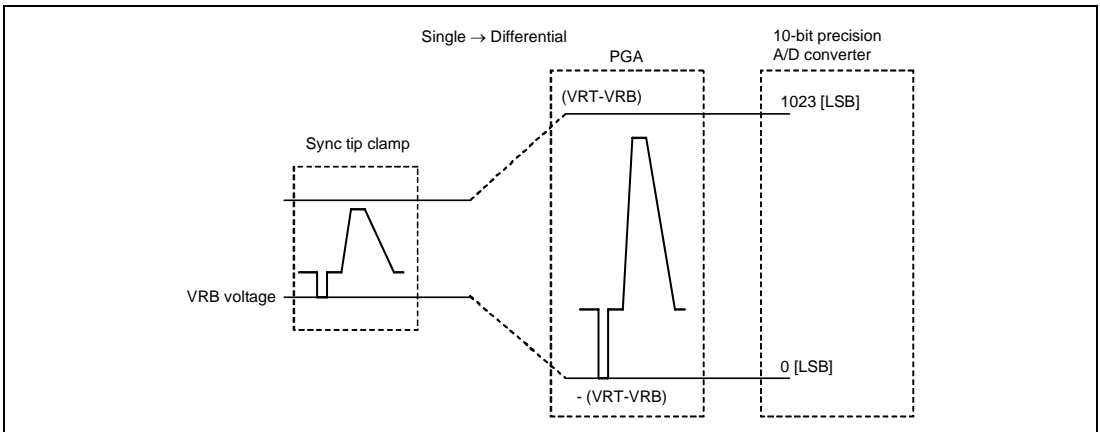 Single → Differential
PGA
10-bit precision
A/D converter
(VRT-VRB)
1023 [LSB]
Sync tip clamp
VRB voltage
0 [LSB]
- (VRT-VRB)